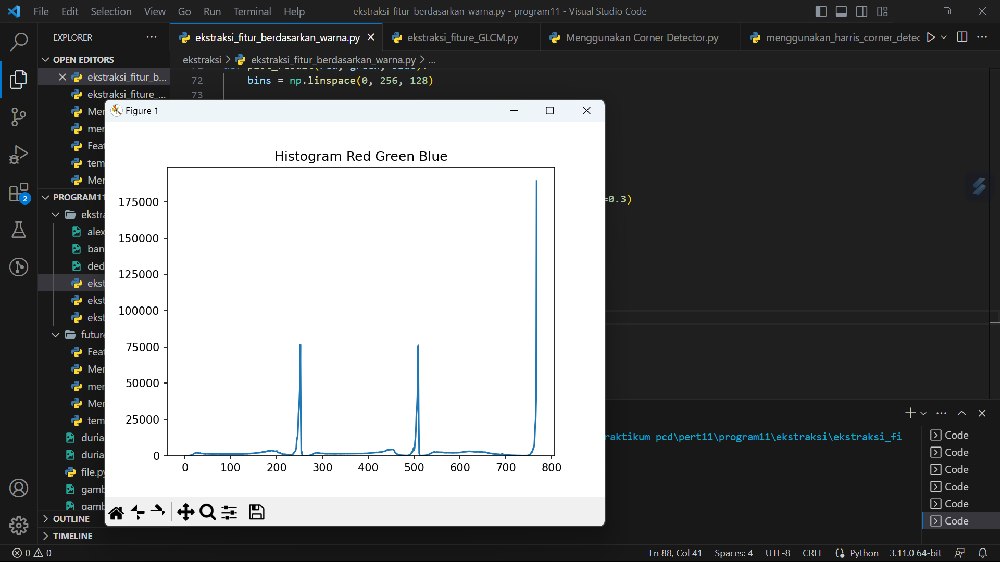 File Edit Selection View Go Run Terminal Help
ekstraksi_fitur_berdasarkan_warna.py - program11 - Visual Studio Code
EXPLORER
ekstraksi_fitur_berdasarkan_warna.py
ekstraksi_fiture_GLCM.py
Menggunakan Corner Detector.py
menggunakan_harris_corner_detec
OPEN EDITORS
ekstraksi > ekstraksi_fitur_berdasarkan_warna.py > ...
ekstraksi_fitur_b...
ekstraksi_fiture_...
Mer
mer
Feat
tem
Mer
72 bins = np.linspace(0, 256, 128)
73
=0.3)
PROGRAM11
ekstra
alex
ban
ded
ekst
ekst
ekst
future
Feat
Mer
mer
Mer
tem
duria
duria
file.py
gamb
gamb
OUTLINE
TIMELINE
2
Figure 1
Histogram Red Green Blue
175000
150000
125000
100000
75000
50000
25000
0
0 100 200 300 400 500 600 700 800
raktikum pcd\pert11\program11\ekstraksi\ekstraksi_fi
Code
Code
Code
Code
Code
Code
0 0
Ln 88, Col 41 Spaces: 4 UTF-8 CRLF Python 3.11.0 64-bit